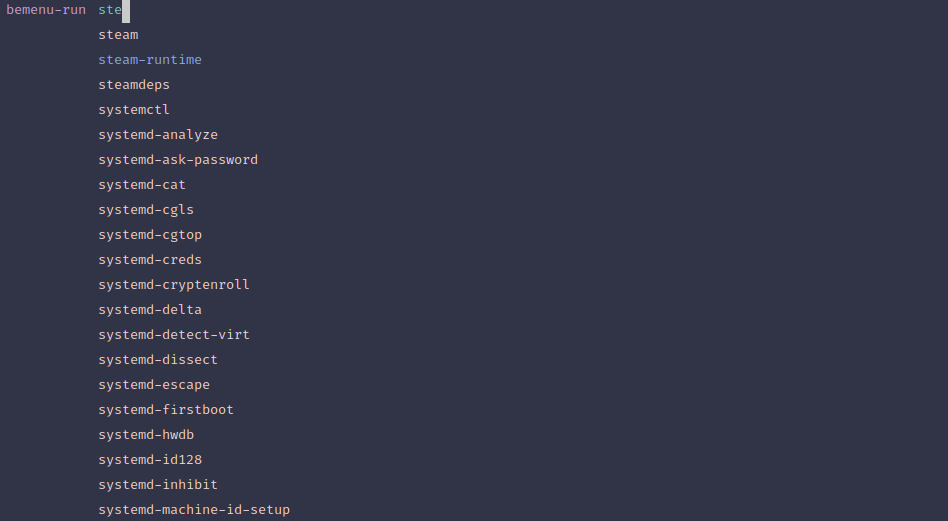 bemenu-run ste
steam
steam-runtime
steamdeps
systemctl
systemd-analyze
systemd-ask-password
systemd-cat
systemd-cgls
systemd-cgtop
systemd-creds
systemd-cryptenroll
systemd-delta
systemd-detect-virt
systemd-dissect
systemd-escape
systemd-firstboot
systemd-hwdb
systemd-id128
systemd-inhibit
systemd-machine-id-setup